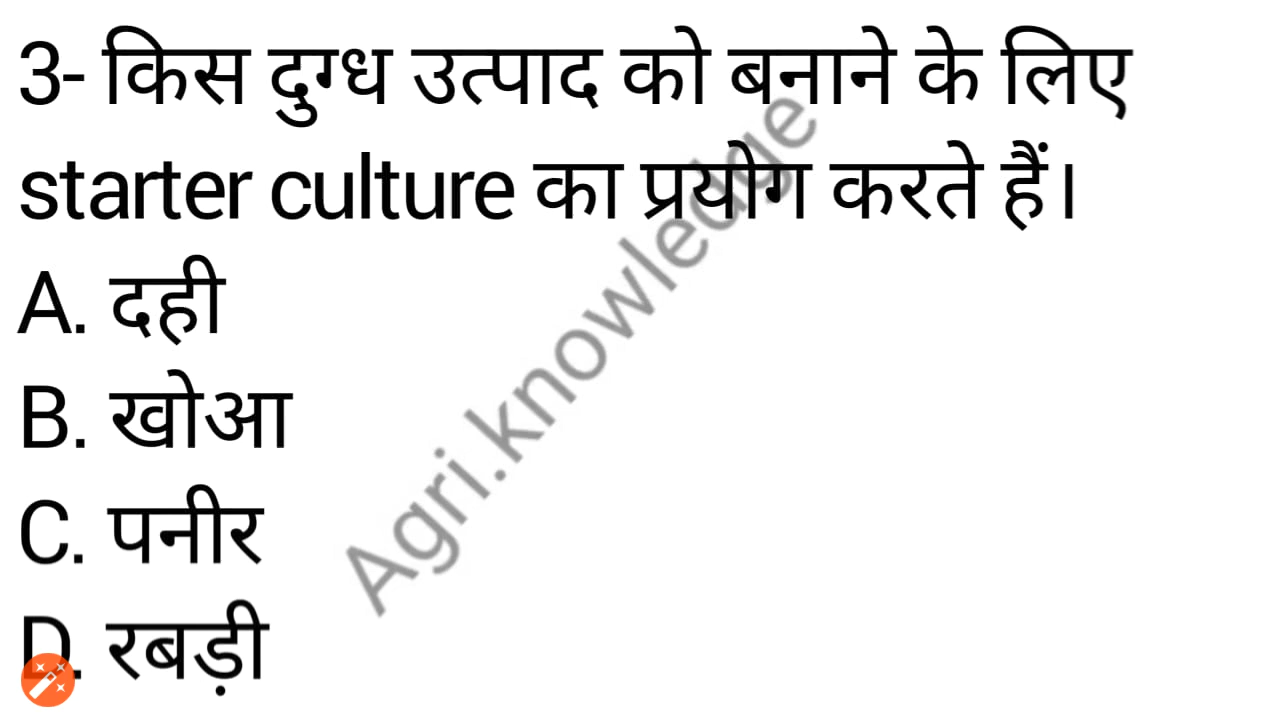 3- किस दुग्ध उत्पाद को बनाने के लिए
starter culture का प्रयोग करते हैं।
A. दही
B. खोआ
C. पनीर
D. रबड़ी
Agri.knowledge